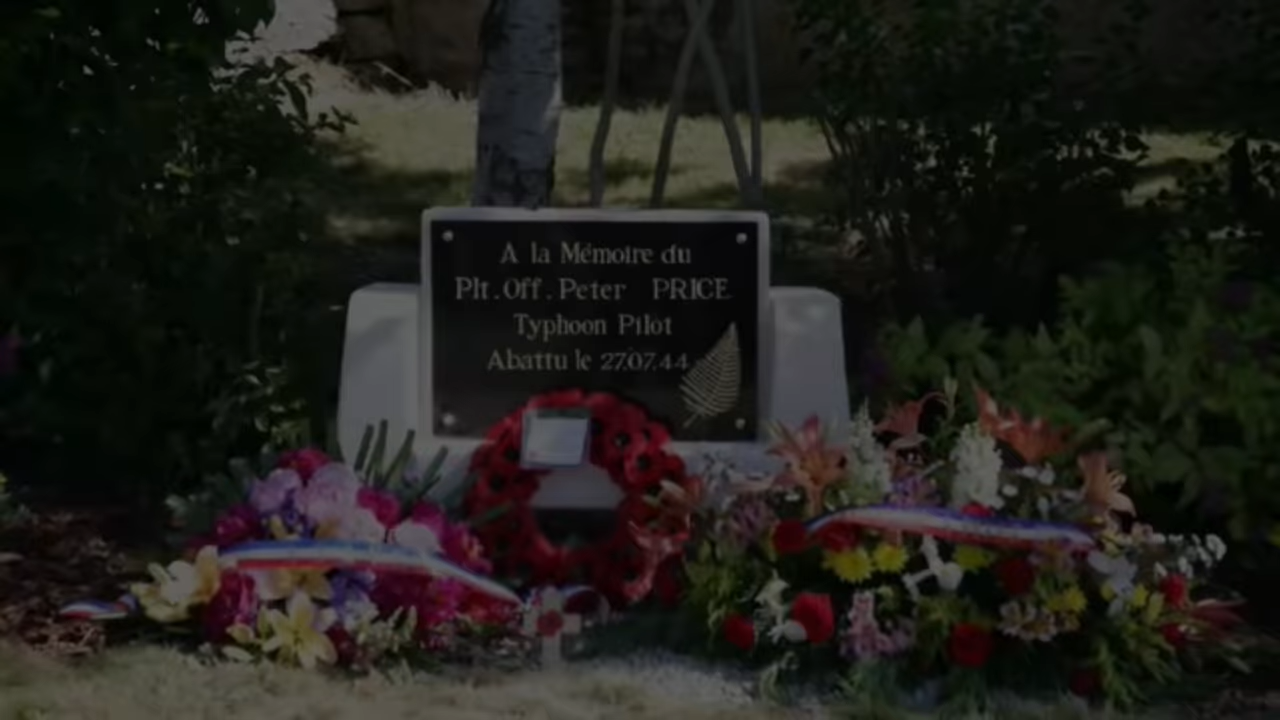 A la Mémoire du
Plt. Off. Peter PRICE
Typhoon Pilot
Abattu le 27.07.44